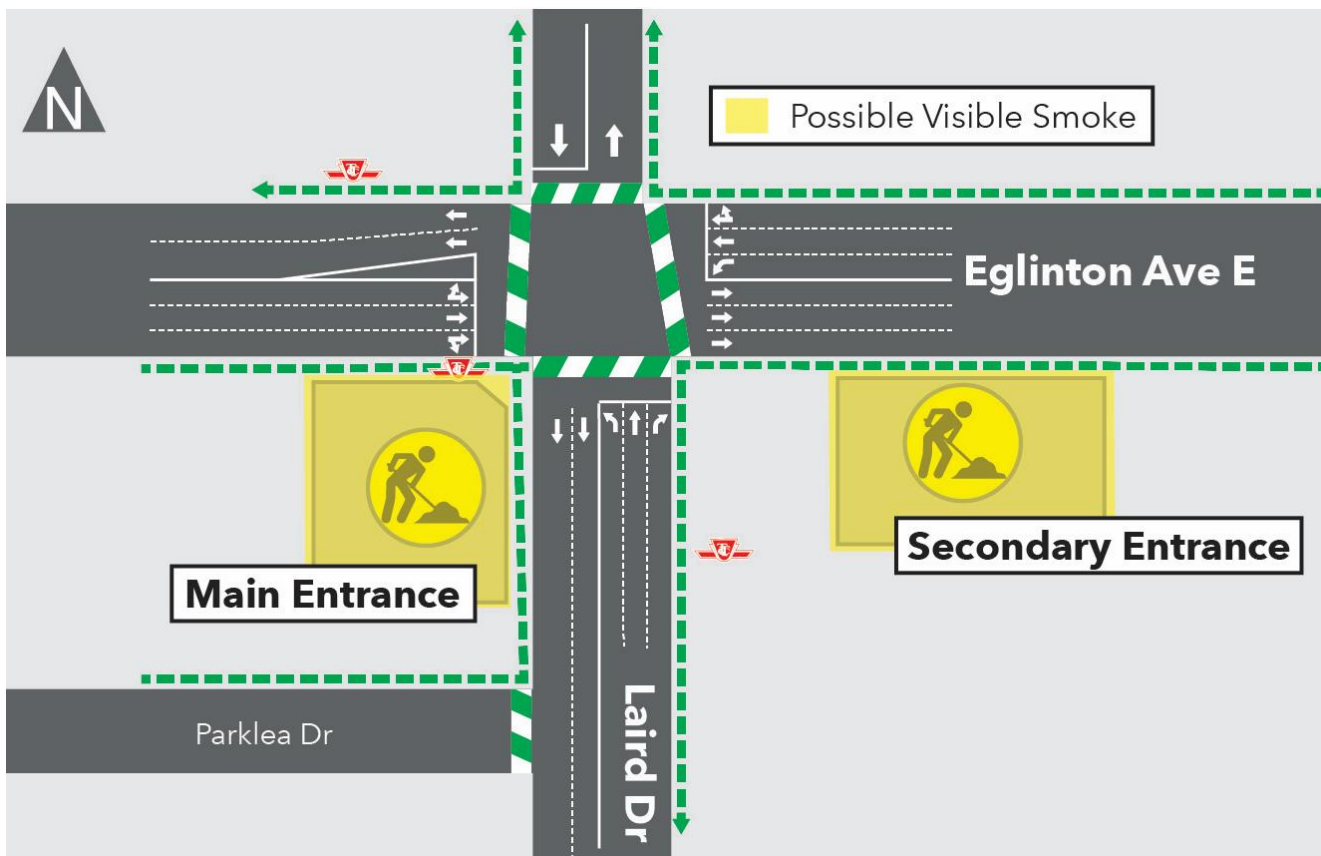 N
Possible Visible Smoke
Eglinton Ave E
Secondary Entrance
Main Entrance
Laird Dr
Parklea Dr